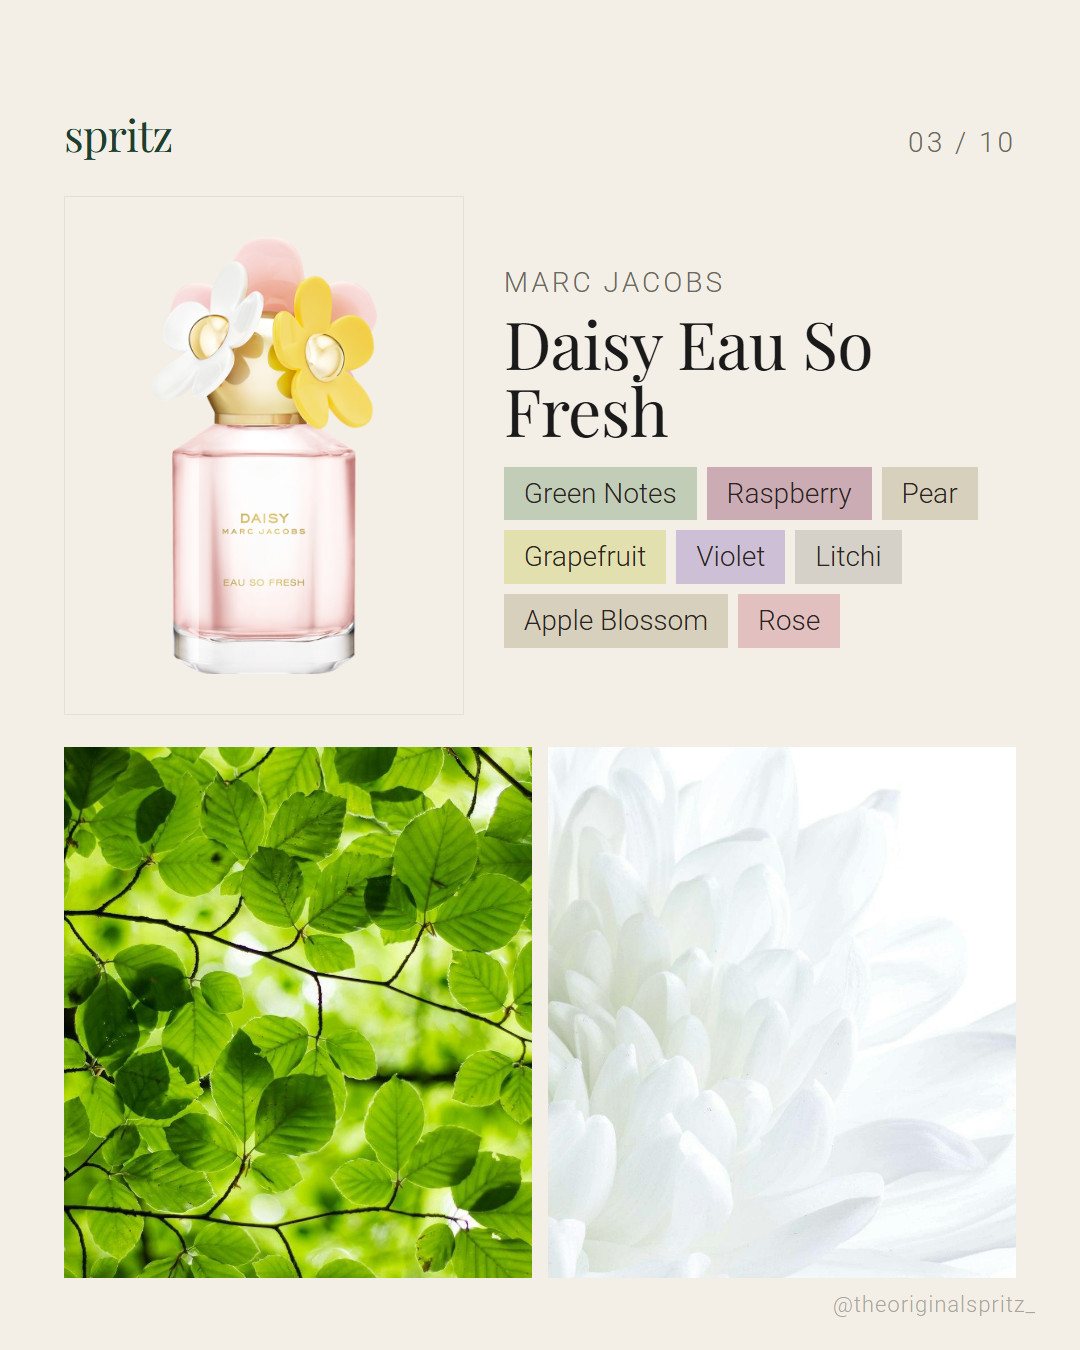 spritz
03 / 10
MARC JACOBS
Daisy Eau So
Fresh
Green Notes
Raspberry
Pear
Grapefruit
Violet
Litchi
Apple Blossom
Rose
DAISY
MARC JACOBS
EAU SO FRESH
@theoriginalspritz_